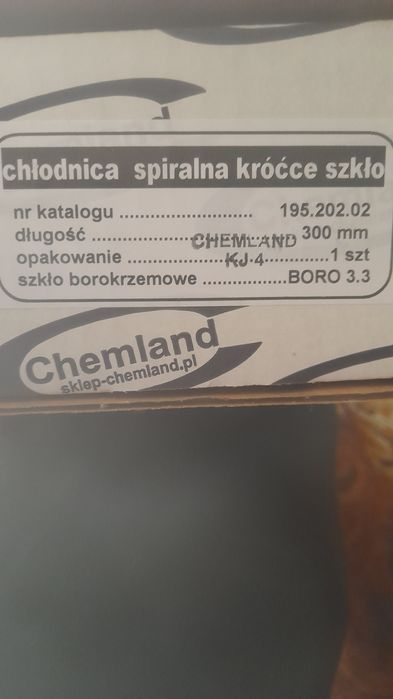 chłodnica spiralna króćce szkło
nr katalogu .......................... 195.202.02
długość ........................................ 300 mm
CHEMLAND
opakowanie ........................................1 szt
KJ-4
szkło borokrzemowe .................BORO 3.3
Chemland
sklep-chemland.pl